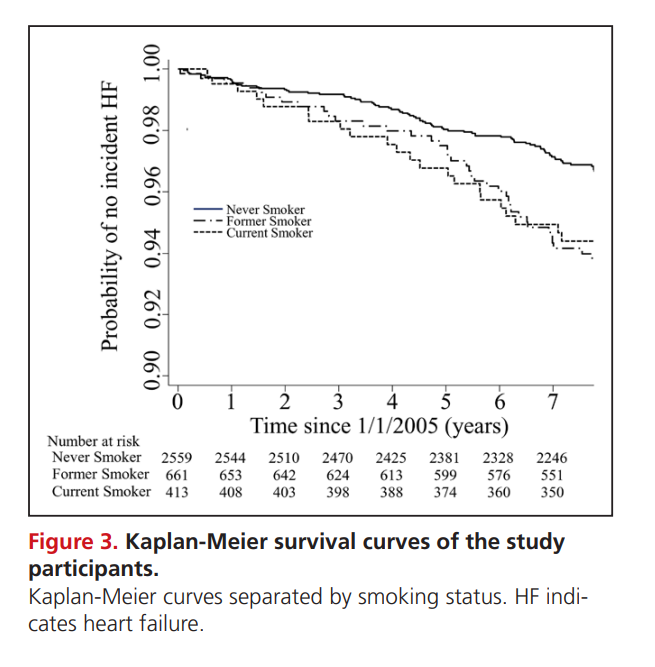 Probability of no incident HF
1.00
0.98
0.96
0.94
0.92
0.90
Never Smoker
Former Smoker
Current Smoker
0 1 2 3 4 5 6 7
Time since 1/1/2005 (years)
Number at risk
Never Smoker 2559 2544 2510 2470 2425 2381 2328 2246
Former Smoker 661 653 642 624 613 599 576 551
Current Smoker 413 408 403 398 388 374 360 350
Figure 3. Kaplan-Meier survival curves of the study
participants.
Kaplan-Meier curves separated by smoking status. HF indi-
cates heart failure.